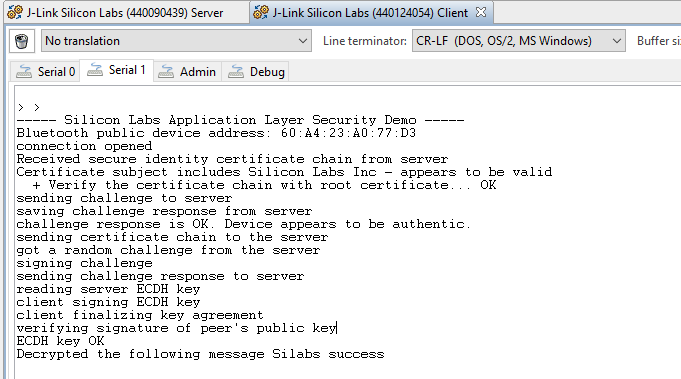 J-Link Silicon Labs (440090439) Server
J-Link Silicon Labs (440124054) Client
No translation
Line terminator:
CR-LF (DOS, OS/2, MS Windows)
Buffer si
Serial 0
Serial 1
Admin
Debug
> >
----- Silicon Labs Application Layer Security Demo -----
Bluetooth public device address: 60:A4:23:A0:77:D3
connection opened
Received secure identity certificate chain from server
Certificate subject includes Silicon Labs Inc - appears to be valid
+ Verify the certificate chain with root certificate... OK
sending challenge to server
saving challenge response from server
challenge response is OK. Device appears to be authentic.
sending certificate chain to the server
got a random challenge from the server
signing challenge
sending challenge response to server
reading server ECDH key
client signing ECDH key
client finalizing key agreement
verifying signature of peer's public key
ECDH key OK
Decrypted the following message Silabs success